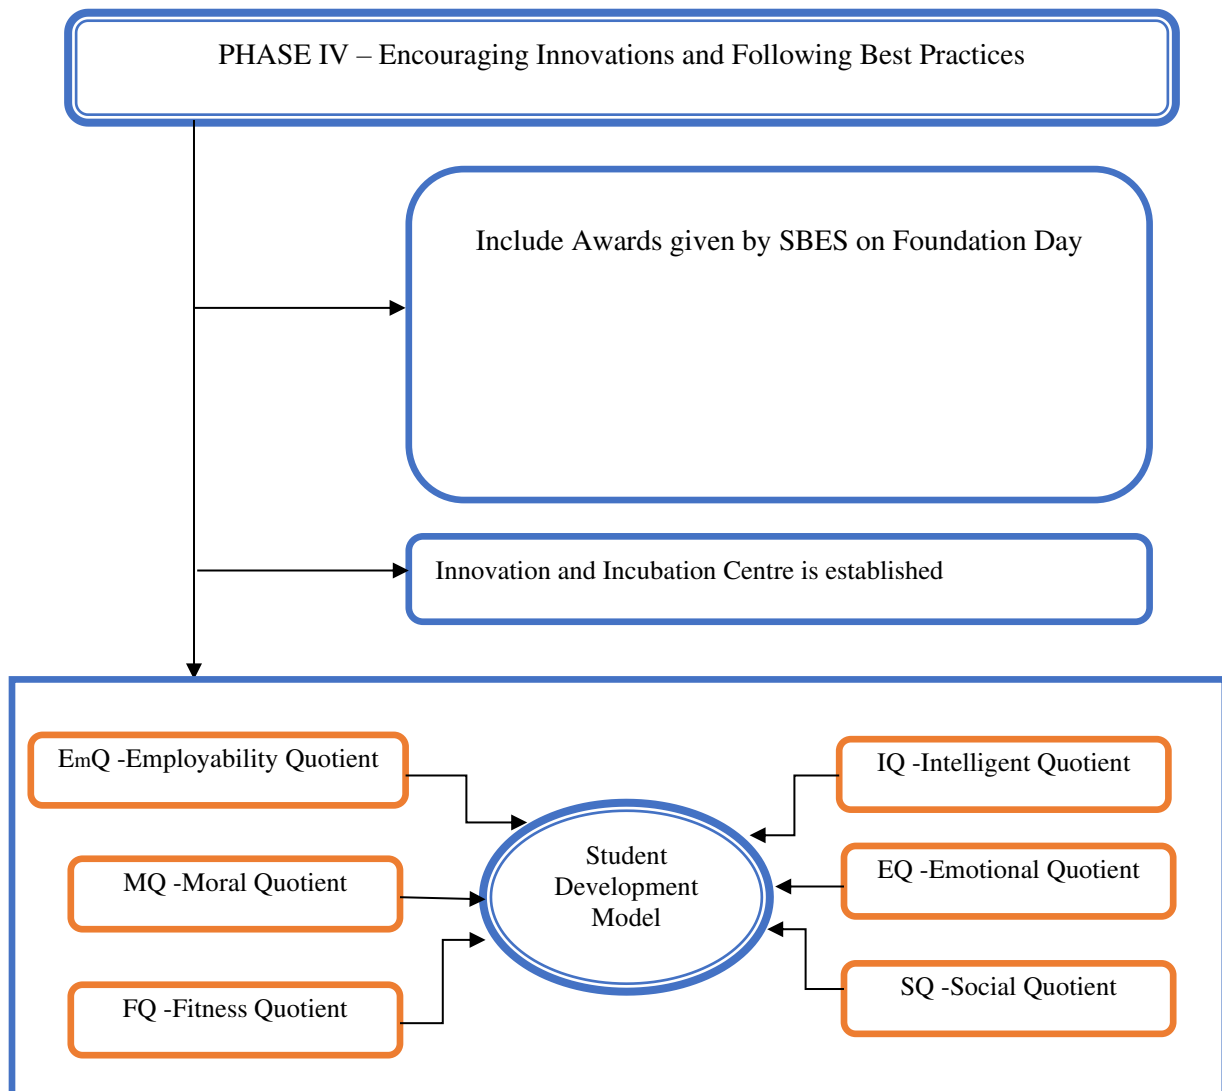 PHASE IV – Encouraging Innovations and Following Best Practices
Include Awards given by SBES on Foundation Day
Innovation and Incubation Centre is established
EmQ -Employability Quotient
MQ -Moral Quotient
FQ -Fitness Quotient
Student
Development
Model
IQ -Intelligent Quotient
EQ -Emotional Quotient
SQ -Social Quotient